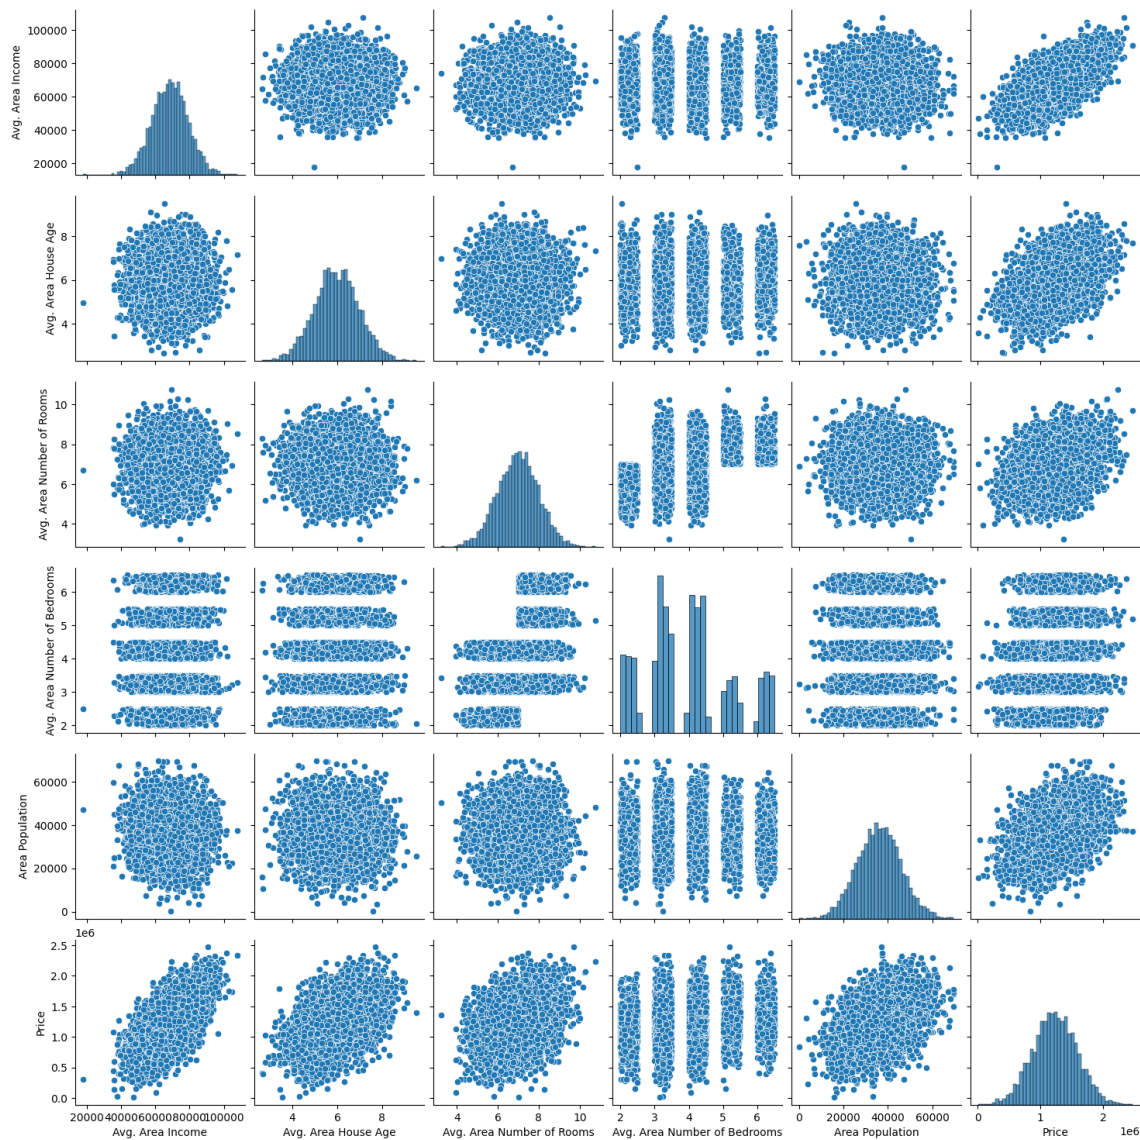 100000
80000
60000
40000
20000
Avg. Area Income
8
6
4
Avg. Area House Age
10
8
6
4
Avg. Area Number of Rooms
6
5
4
3
2
Avg. Area Number of Bedrooms
60000
40000
20000
0
Area Population
1e6
2.5
2.0
1.5
1.0
0.5
0.0
Price
20000 40000 60000 80000 100000
Avg. Area Income
4 6 8
Avg. Area House Age
4 6 8 10
Avg. Area Number of Rooms
2 3 4 5 6
Avg. Area Number of Bedrooms
0 20000 40000 60000
Area Population
0 1 2
Price
1e6